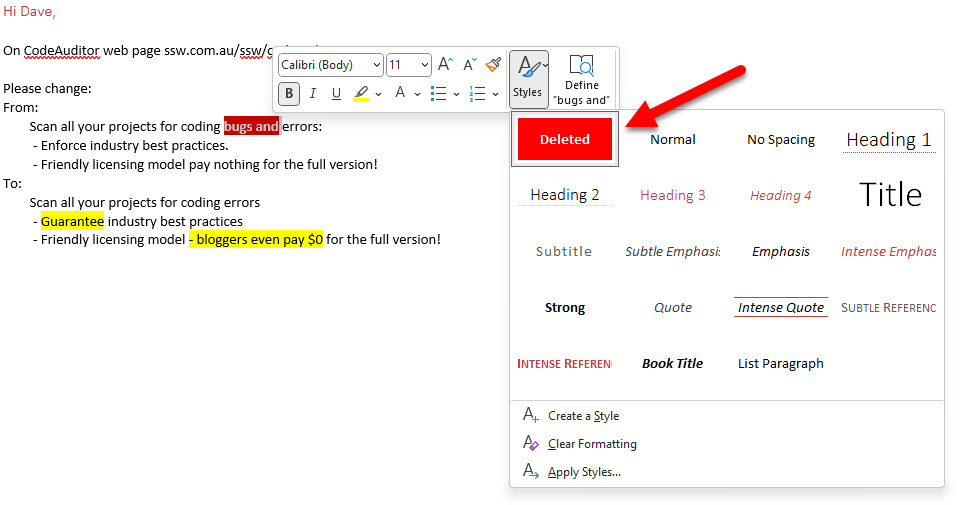 Hi Dave,
On CodeAuditor web page ssw.com.au/ssw/
Calibri (Body) 11 A A Styles Define "bugs and"
B I U A
Please change:
From:
Scan all your projects for coding bugs and errors:
- Enforce industry best practices.
- Friendly licensing model pay nothing for the full version!
To:
Scan all your projects for coding errors
- Guarantee industry best practices
- Friendly licensing model - bloggers even pay $0 for the full version!
Deleted Normal No Spacing Heading 1
Heading 2 Heading 3 Heading 4 Title
Subtitle Subtle Emphasis Emphasis Intense Emphas
Strong Quote Intense Quote SUBTLE REFERENC
INTENSE REFEREN Book Title List Paragraph
Create a Style
Clear Formatting
Apply Styles...